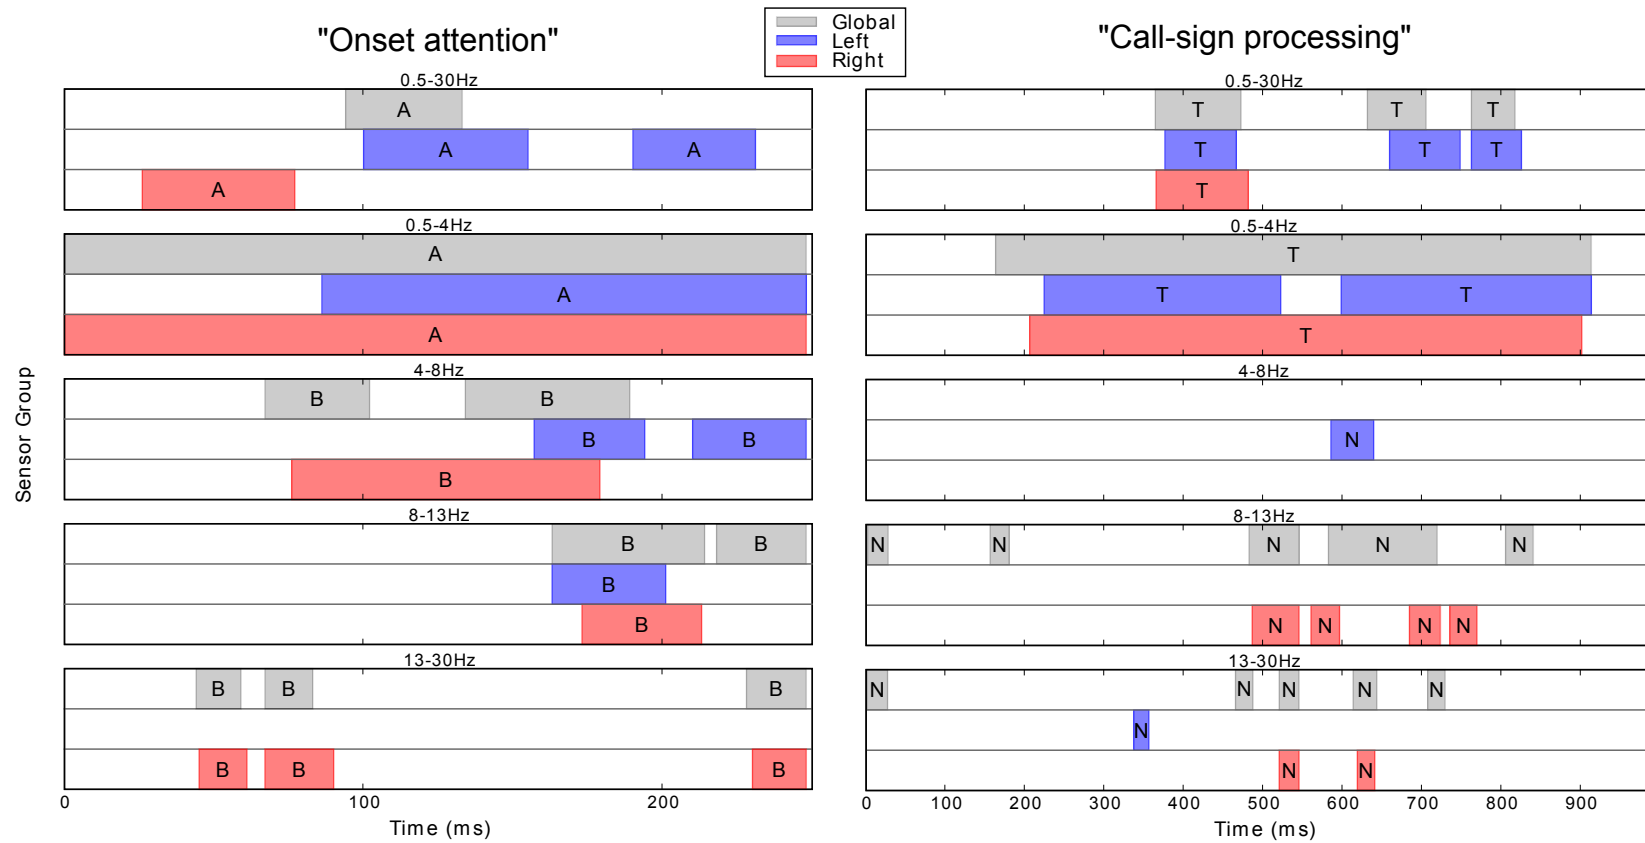 "Onset attention"
Global
Left
Right
"Call-sign processing"
0.5-30Hz
A
A A
A
0.5-4Hz
A
A
A
4-8Hz
B B
B B
B
8-13Hz
B B
B
B
13-30Hz
B B B
B B B
0 100 200
Time (ms)
Sensor Group
0.5-30Hz
T T T
T T T
T
0.5-4Hz
T
T T
T
4-8Hz
N
8-13Hz
N N N N N
N N N N
13-30Hz
N N N N N
N
N N
0 100 200 300 400 500 600 700 800 900
Time (ms)